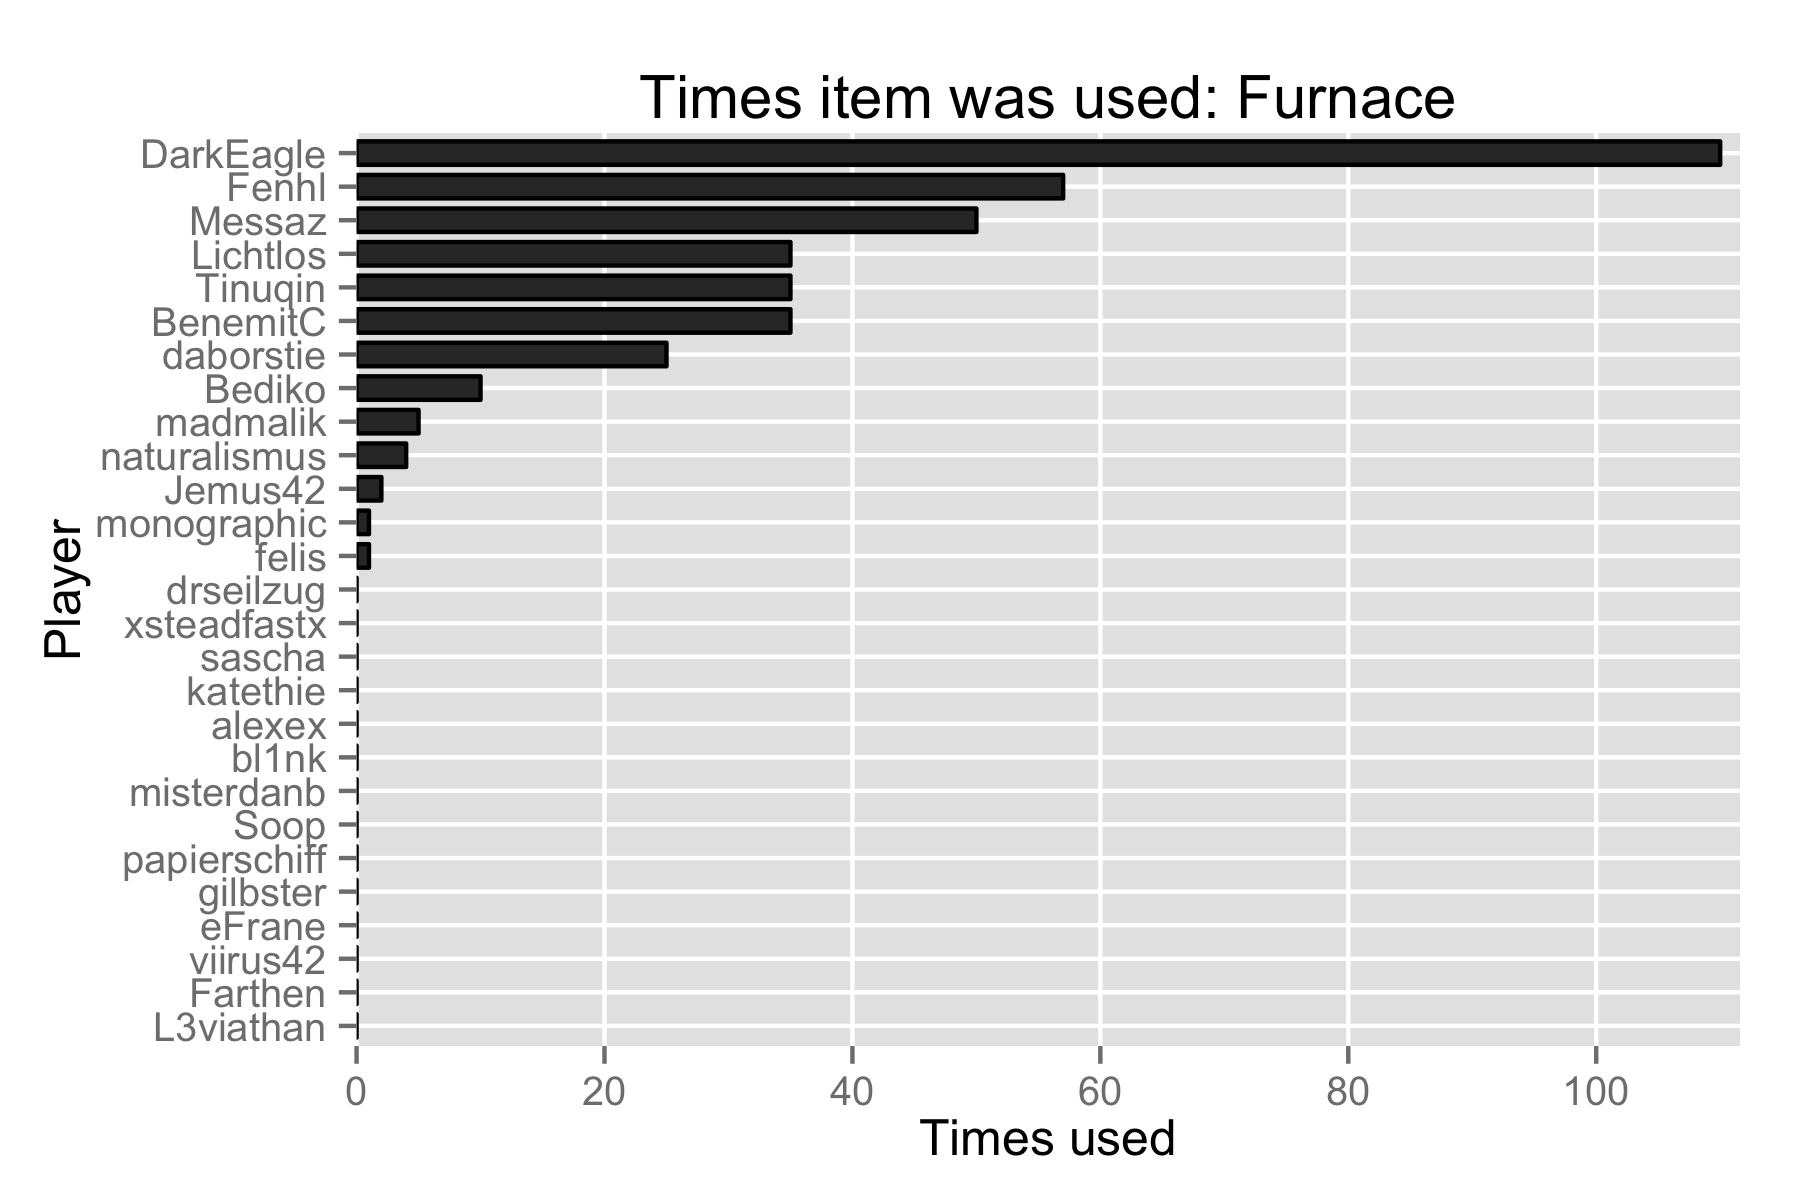 Times item was used: Furnace
DarkEagle
Fenhl
Messaz
Lichtlos
Tinuqin
BenemitC
daborstie
Bediko
madmalik
naturalismus
Jemus42
monographic
felis
drseilzug
xsteadfastx
sascha
katethie
alexex
bl1nk
misterdanb
Soop
papierschiff
gilbster
eFrane
viirus42
Farthen
L3viathan
Player
0 20 40 60 80 100
Times used